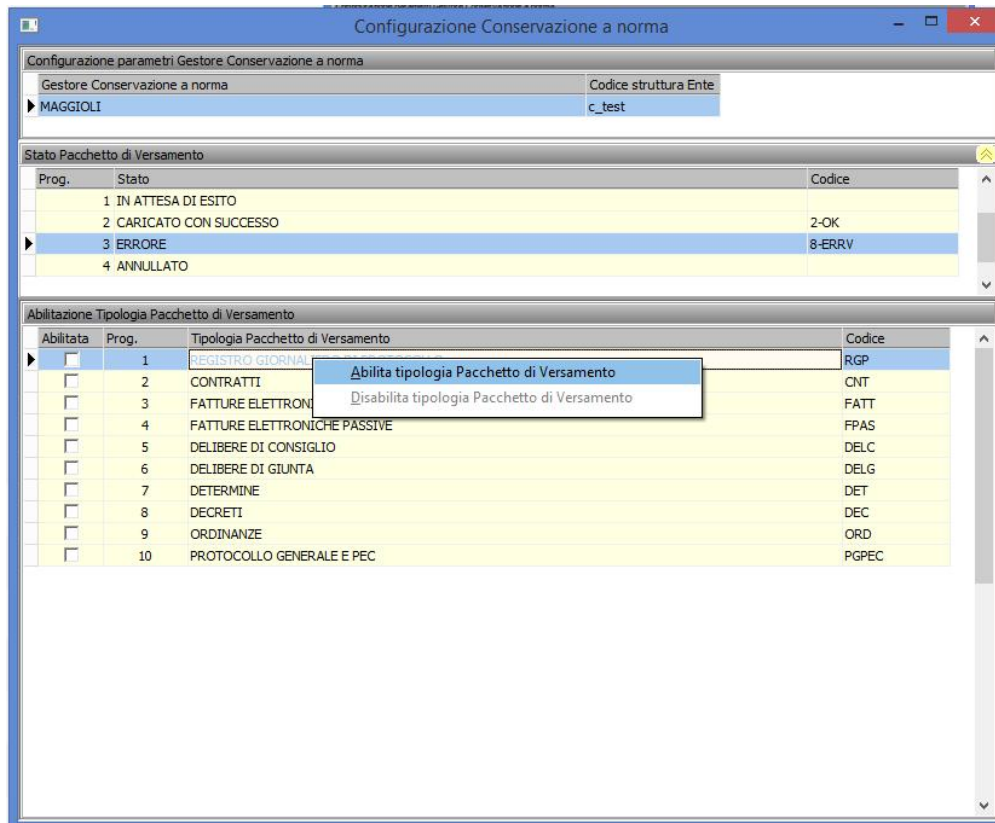 Configurazione Conservazione a norma
Configurazione parametri Gestore Conservazione a norma
Gestore Conservazione a norma Codice struttura Ente
MAGGIOLI c_test
Stato Pacchetto di Versamento
Prog. Stato Codice
1 IN ATTESA DI ESITO
2 CARICATO CON SUCCESSO 2-OK
3 ERRORE 8-ERRV
4 ANNULLATO
Abilitazione Tipologia Pacchetto di Versamento
Abilitata Prog. Tipologia Pacchetto di Versamento Codice
1 REGISTRO RGP
Abilita tipologia Pacchetto di Versamento
2 CONTRATTI CNT
Disabilita tipologia Pacchetto di Versamento
3 FATTURE FATT
4 FATTURE ELETTRONICHE PASSIVE FPAS
5 DELIBERE DI CONSIGLIO DELC
6 DELIBERE DI GIUNTA DELG
7 DETERMINE DET
8 DECRETI DEC
9 ORDINANZE ORD
10 PROTOCOLLO GENERALE E PEC PGPEC